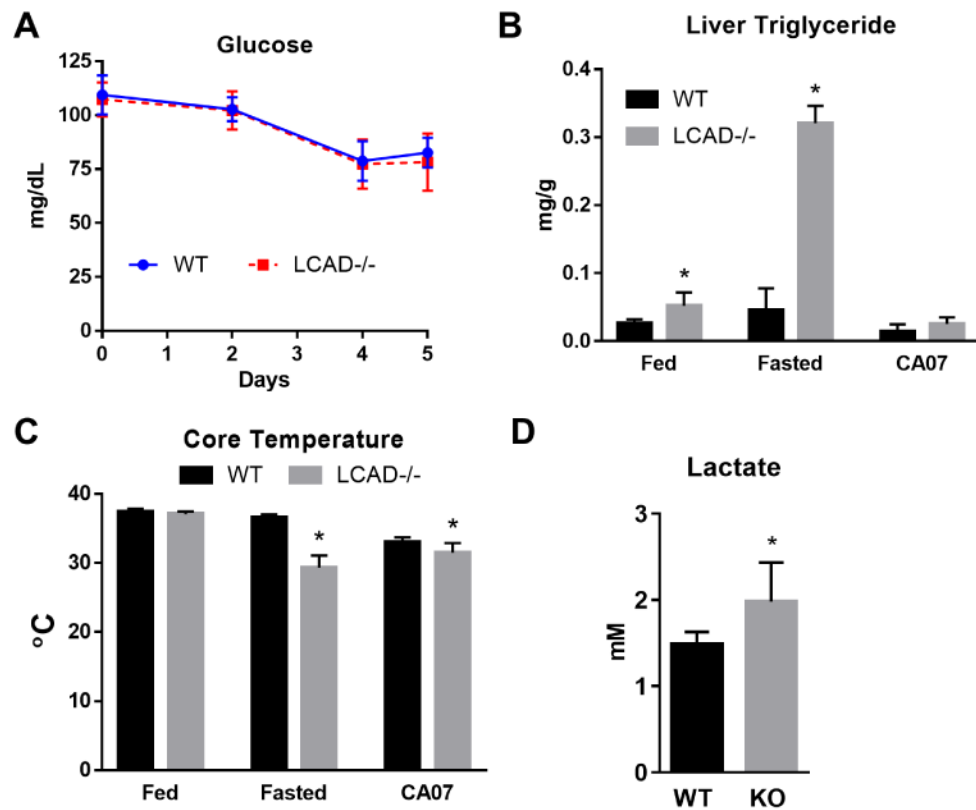 A
Glucose
mg/dL
125
100
75
50
25
0
WT LCAD-/-
0 1 2 3 4 5
Days
B
Liver Triglyceride
mg/g
0.4
0.3
0.2
0.1
0.0
WT
LCAD-/-
*
*
Fed Fasted CA07
C
Core Temperature
WT LCAD-/-
°C
40
30
20
10
0
* *
Fed Fasted CA07
D
Lactate
mM
3
2
1
0
*
WT KO